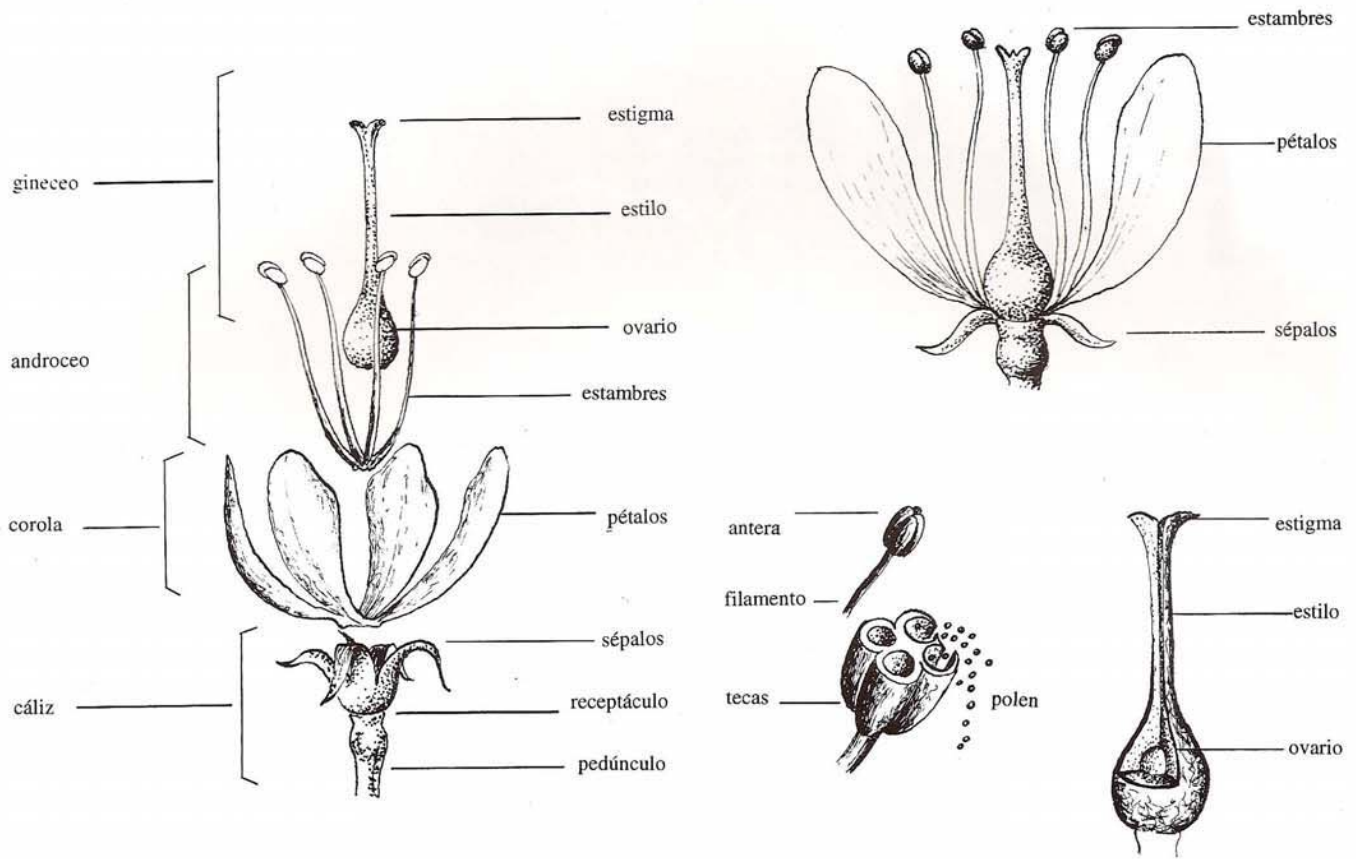 gineceo
androceo
corola
cáliz
estigma
estilo
ovario
estambres
pétalos
sépalos
receptáculo
pedúnculo
estambres
pétalos
sépalos
antera
filamento
tecas
polen
estigma
estilo
ovario